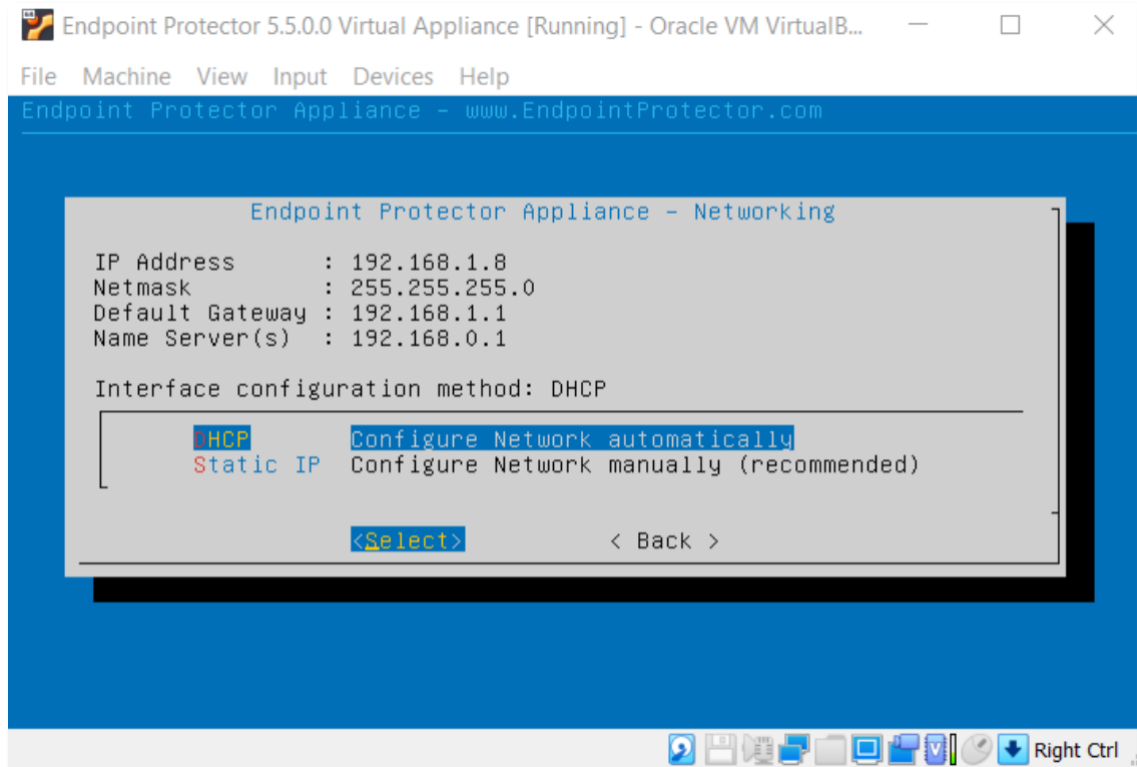 Endpoint Protector 5.5.0.0 Virtual Appliance [Running] - Oracle VM VirtualB...
File Machine View Input Devices Help
Endpoint Protector Appliance - www.EndpointProtector.com
Endpoint Protector Appliance - Networking
IP Address : 192.168.1.8
Netmask : 255.255.255.0
Default Gateway : 192.168.1.1
Name Server(s) : 192.168.0.1
Interface configuration method: DHCP
DHCP Configure Network automatically
Static IP Configure Network manually (recommended)
<Select> < Back >
Right Ctrl